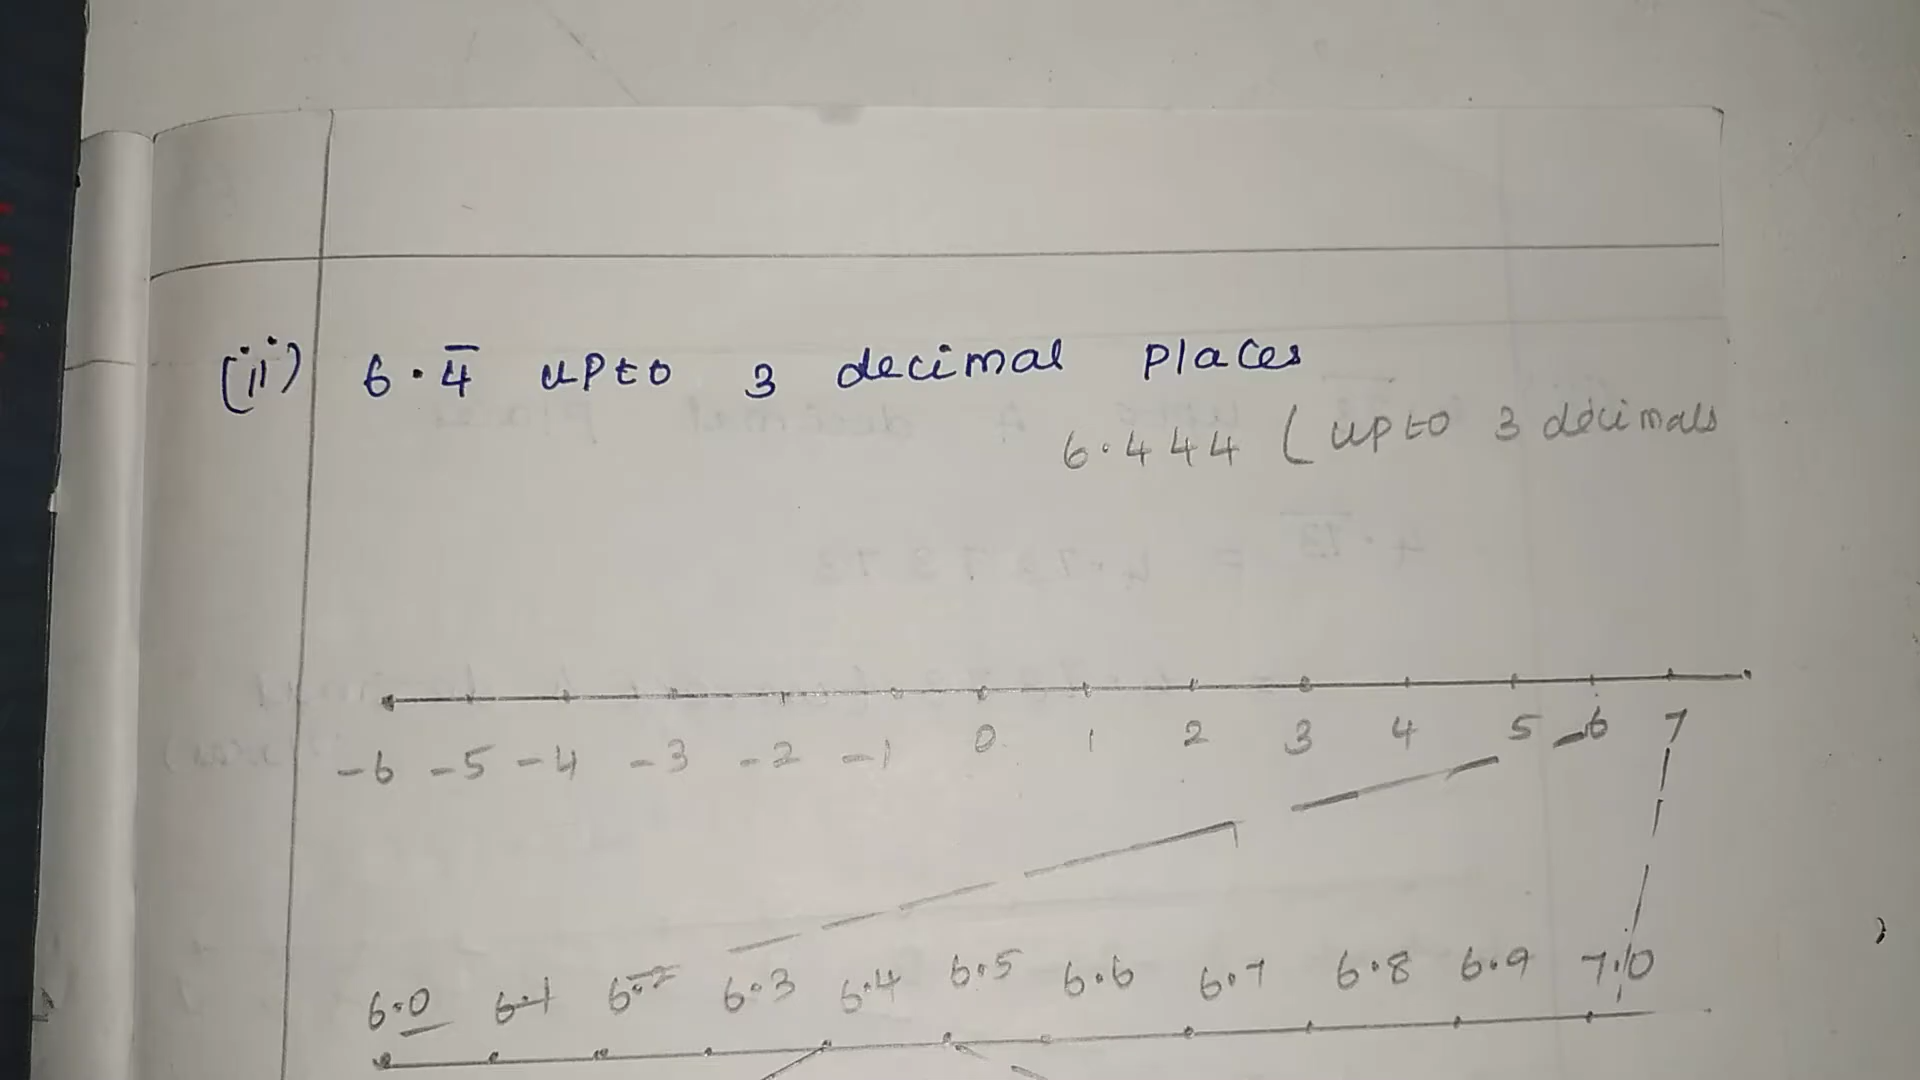 (ii) 6.4̅ upto 3 decimal places
6.444 ( upto 3 decimals
-6 -5 -4 -3 -2 -1 0 1 2 3 4 5 6 7
6.0 6.1 6.2 6.3 6.4 6.5 6.6 6.7 6.8 6.9 7.0